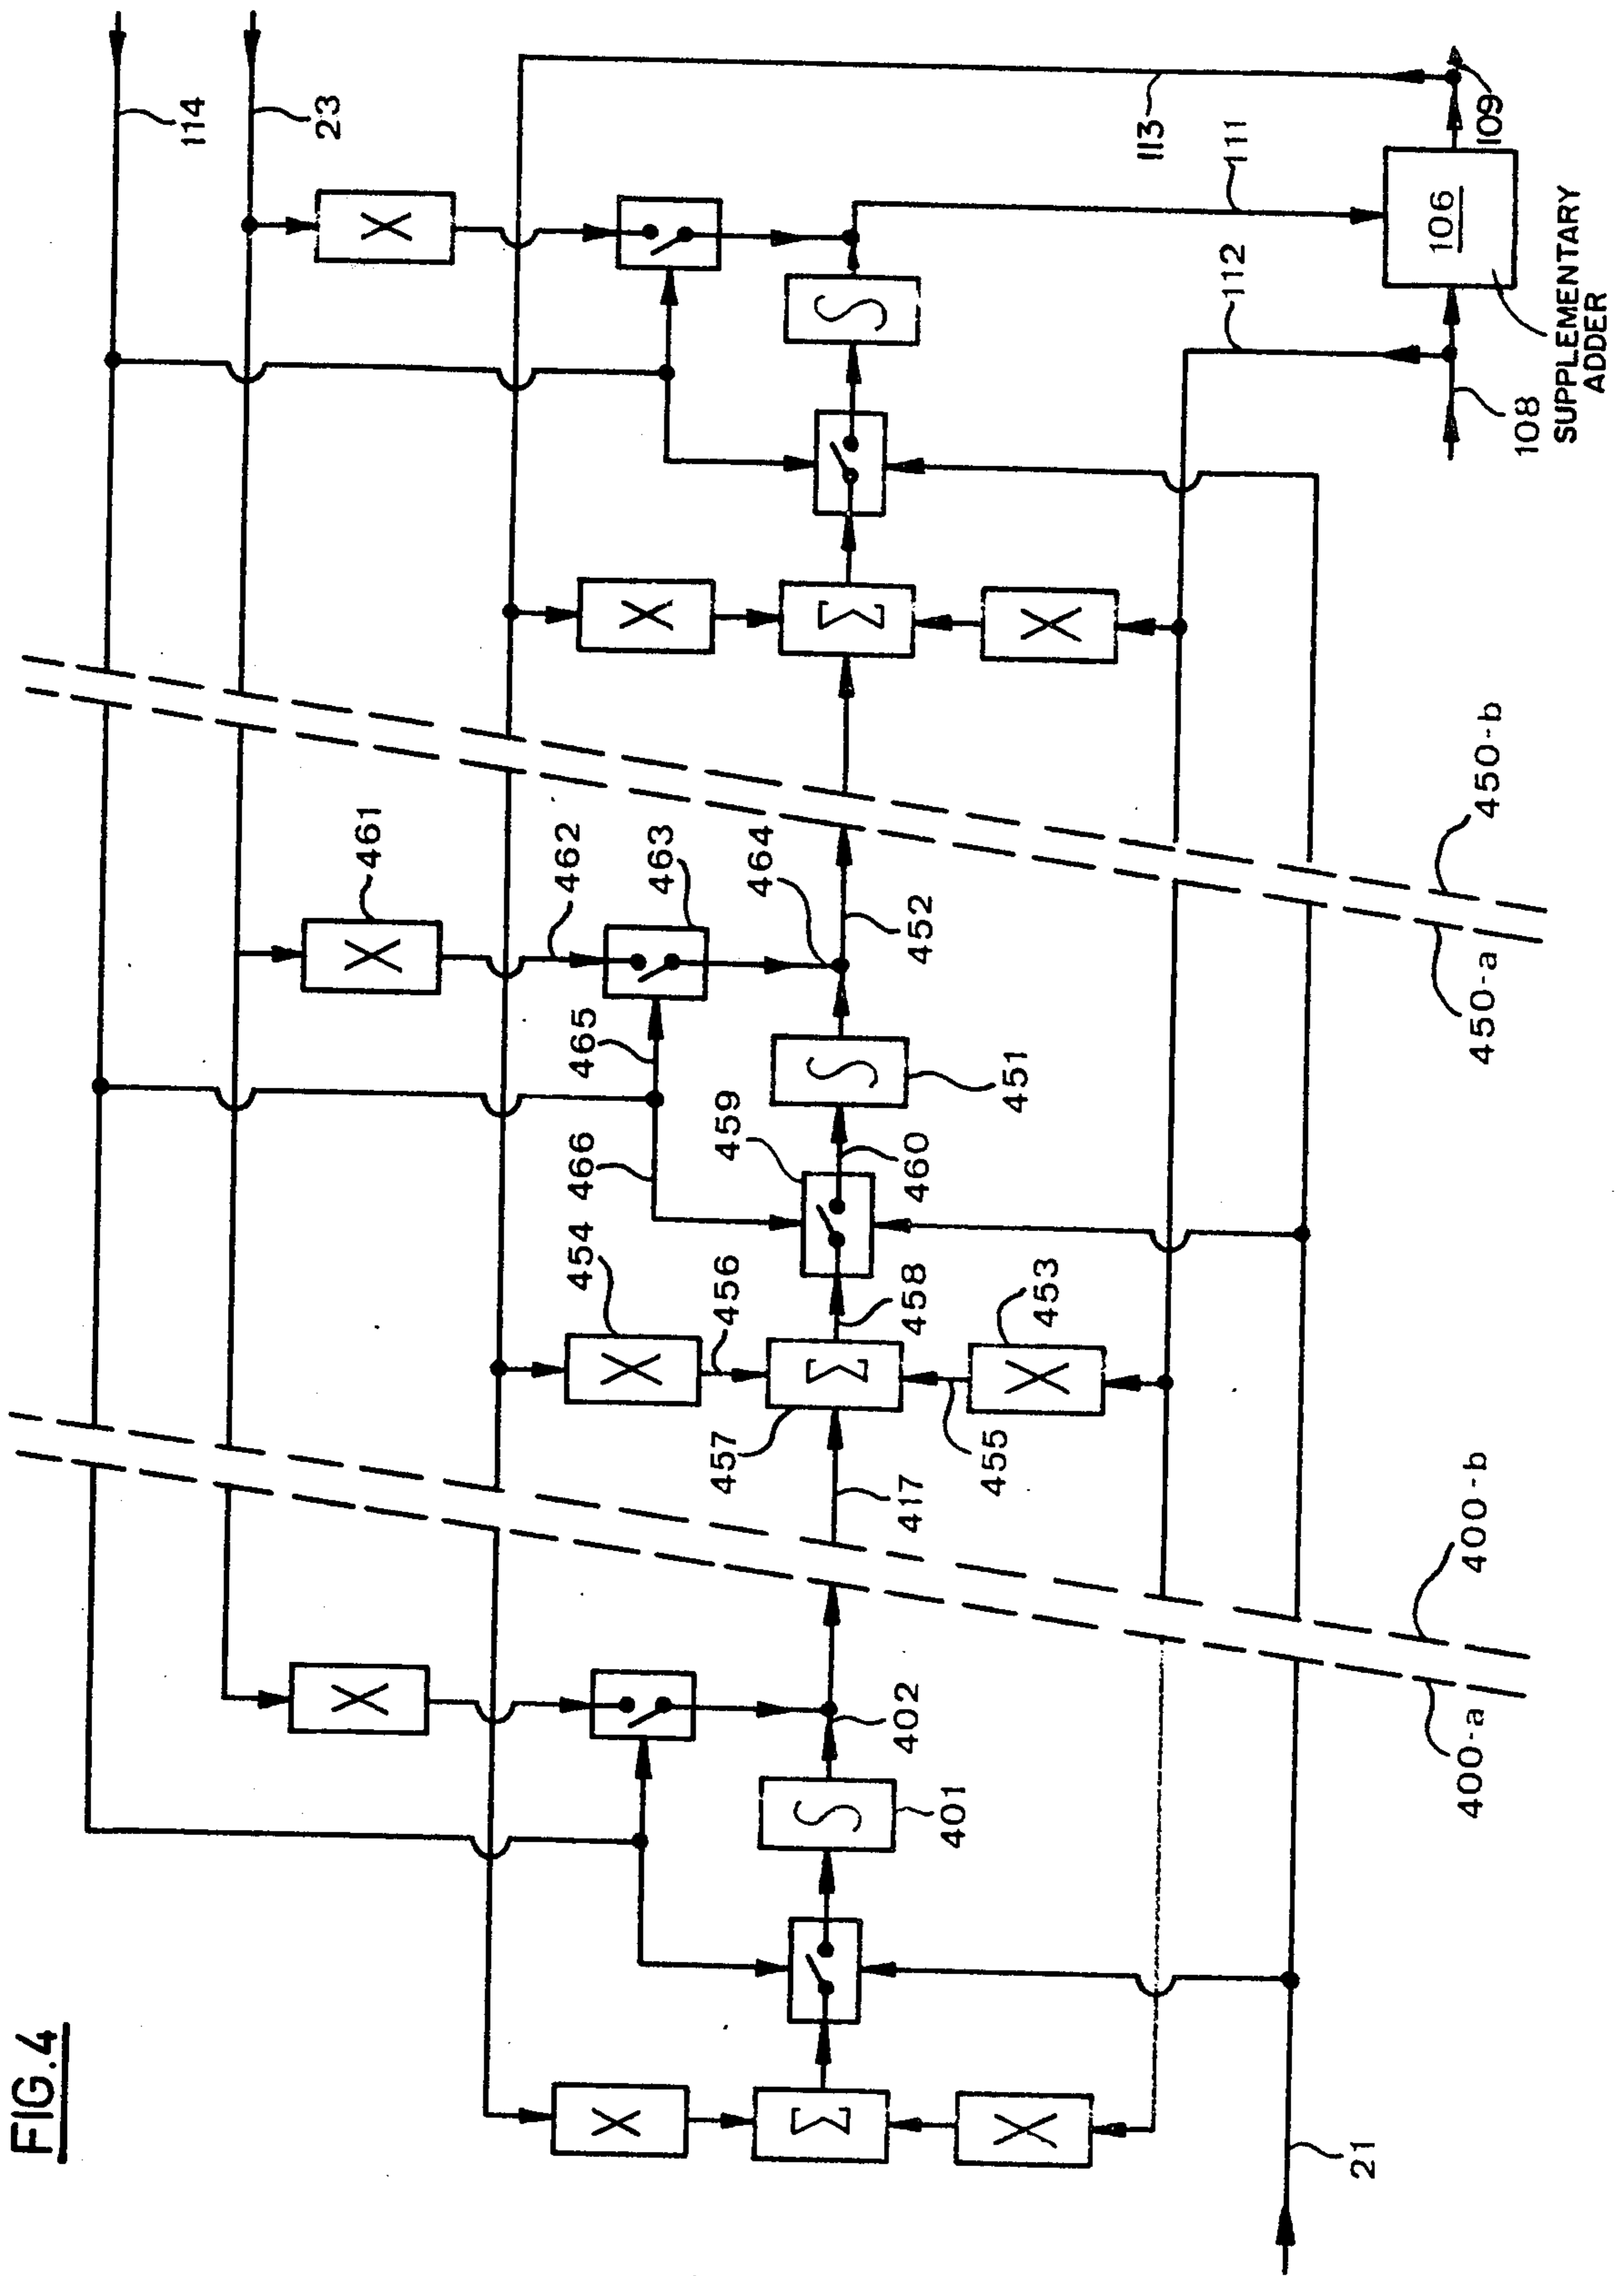 FIG.4
114
23
X
X
461
X
466
465
462
454
463
X
X
X
457
456
459
464
Σ
Σ
∫
Σ
∫
∫
402
417
458
460
452
401
455
453
451
X
X
X
113
111
112
21
106
400-a
400-b
450-a
450-b
108
109
SUPPLEMENTARY
ADDER